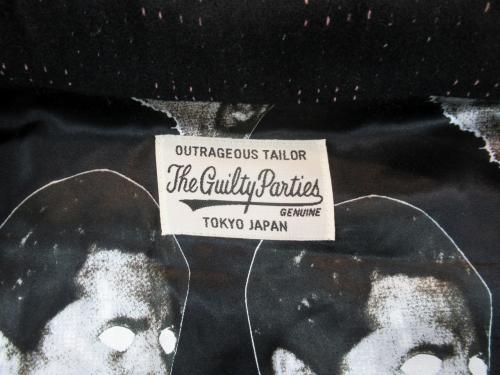 OUTRAGEOUS TAILOR
The Guilty Parties
GENUINE
TOKYO JAPAN